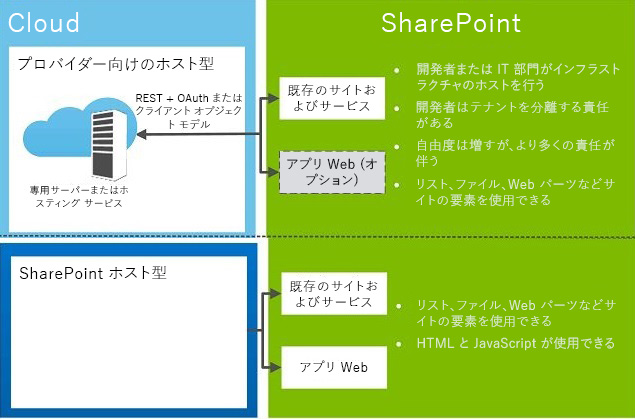 Cloud
SharePoint
プロバイダー向けのホスト型
REST + OAuth または
クライアント オブジェク
ト モデル
専用サーバーまたはホ
スティング サービス
既存のサイトお
よびサービス
アプリ Web (オ
プション)
• 開発者または IT 部門がインフラスト
ラクチャのホストを行う
• 開発者はテナントを分離する責任
がある
• 自由度は増すが、より多くの責任が
伴う
• リスト、ファイル、Web パーツなどサ
イトの要素を使用できる
SharePoint ホスト型
既存のサイトお
よびサービス
アプリ Web
• リスト、ファイル、Web パーツなどサ
イトの要素を使用できる
• HTML と JavaScript が使用できる